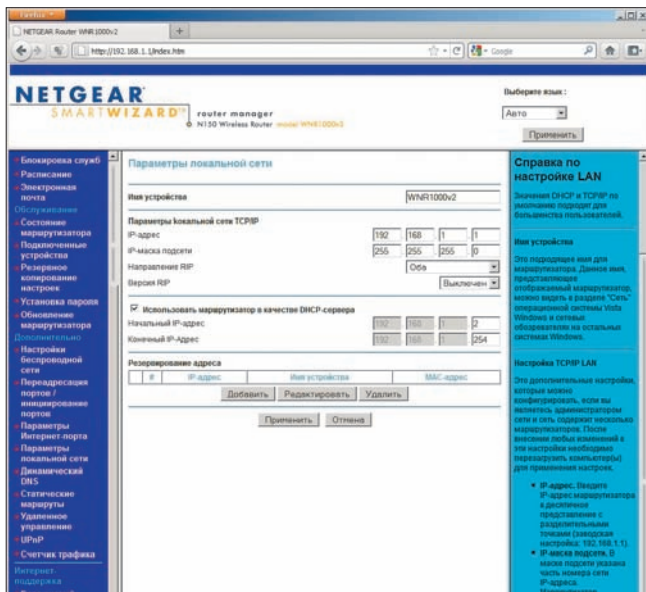 Firefox
NETGEAR Router WNR1000v2
+
http://192.168.1.1/index.htm
Google
NETGEAR
SMARTWIZARD
router manager
N150 Wireless Router model WNR1000v2
Выберите язык :
Авто
Применить
Блокировка служб
Расписание
Электронная
почта
Обслуживание
Состояние
маршрутизатора
Подключенные
устройства
Резервное
копирование
настроек
Установка пароля
Обновление
маршрутизатора
Дополнительно
Настройки
беспроводной
сети
Переадресация
портов /
инициирование
портов
Параметры
Интернет-порта
Параметры
локальной сети
Динамический
DNS
Статические
маршруты
Удаленное
управление
UPnP
Счетчик трафика
Интернет-
поддержка
Параметры локальной сети
Имя устройства WNR1000v2
Параметры kокальной сети TCP/IP
IP-адрес 192 . 168 . 1 . 1
IP-маска подсети 255 . 255 . 255 . 0
Направление RIP Оба
Версия RIP Выключен
Использовать маршрутизатор в качестве DHCP-сервера
Начальный IP-адрес 192 . 168 . 1 . 2
Конечный IP-Адрес 192 . 168 . 1 . 254
Резервирование адреса
# IP-адрес Имя устройства MAC-адрес
Добавить Редактировать Удалить
Применить Отмена
Справка по
настройке LAN
Значения DHCP и TCP/IP по
умолчанию подходят для
большинства пользователей.
Имя устройства
Это подходящее имя для
маршрутизатора. Данное имя,
представляющее
отображаемый маршрутизатор,
можно видеть в разделе "Сеть"
операционной системы Vista
Windows и сетевых
обозревателях на остальных
системах Windows.
Настройка TCP/IP LAN
Это дополнительные настройки,
которые можно
конфигурировать, если вы
являетесь администратором
сети и сеть содержит несколько
маршрутизаторов. После
внесения любых изменений в
эти настройки необходимо
перезагрузить компьютер(ы)
для применения настроек.
IP-адрес. Введите
IP-адрес маршрутизатора
в десятичное
представление с
разделительными
точками (заводская
настройка: 192.168.1.1).
IP-маска подсети. В
маске подсети указана
часть номера сети
IP-адреса.